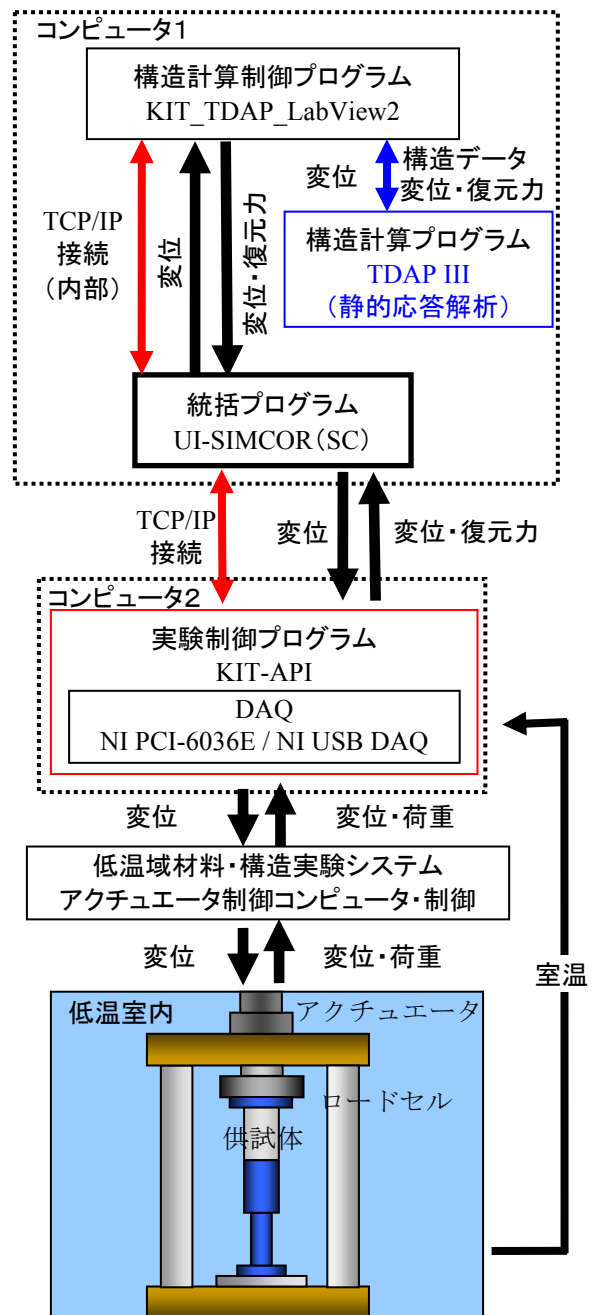 コンピュータ1
構造計算制御プログラム
KIT_TDAP_LabView2
変位
構造データ
変位・復元力
TCP/IP
接続
（内部）
変位
変位・復元力
構造計算プログラム
TDAP III
（静的応答解析）
統括プログラム
UI-SIMCOR（SC）
TCP/IP
接続
変位
変位・復元力
コンピュータ2
実験制御プログラム
KIT-API
DAQ
NI PCI-6036E / NI USB DAQ
変位
変位・荷重
低温域材料・構造実験システム
アクチュエータ制御コンピュータ・制御
変位
変位・荷重
室温
低温室内
アクチュエータ
ロードセル
供試体